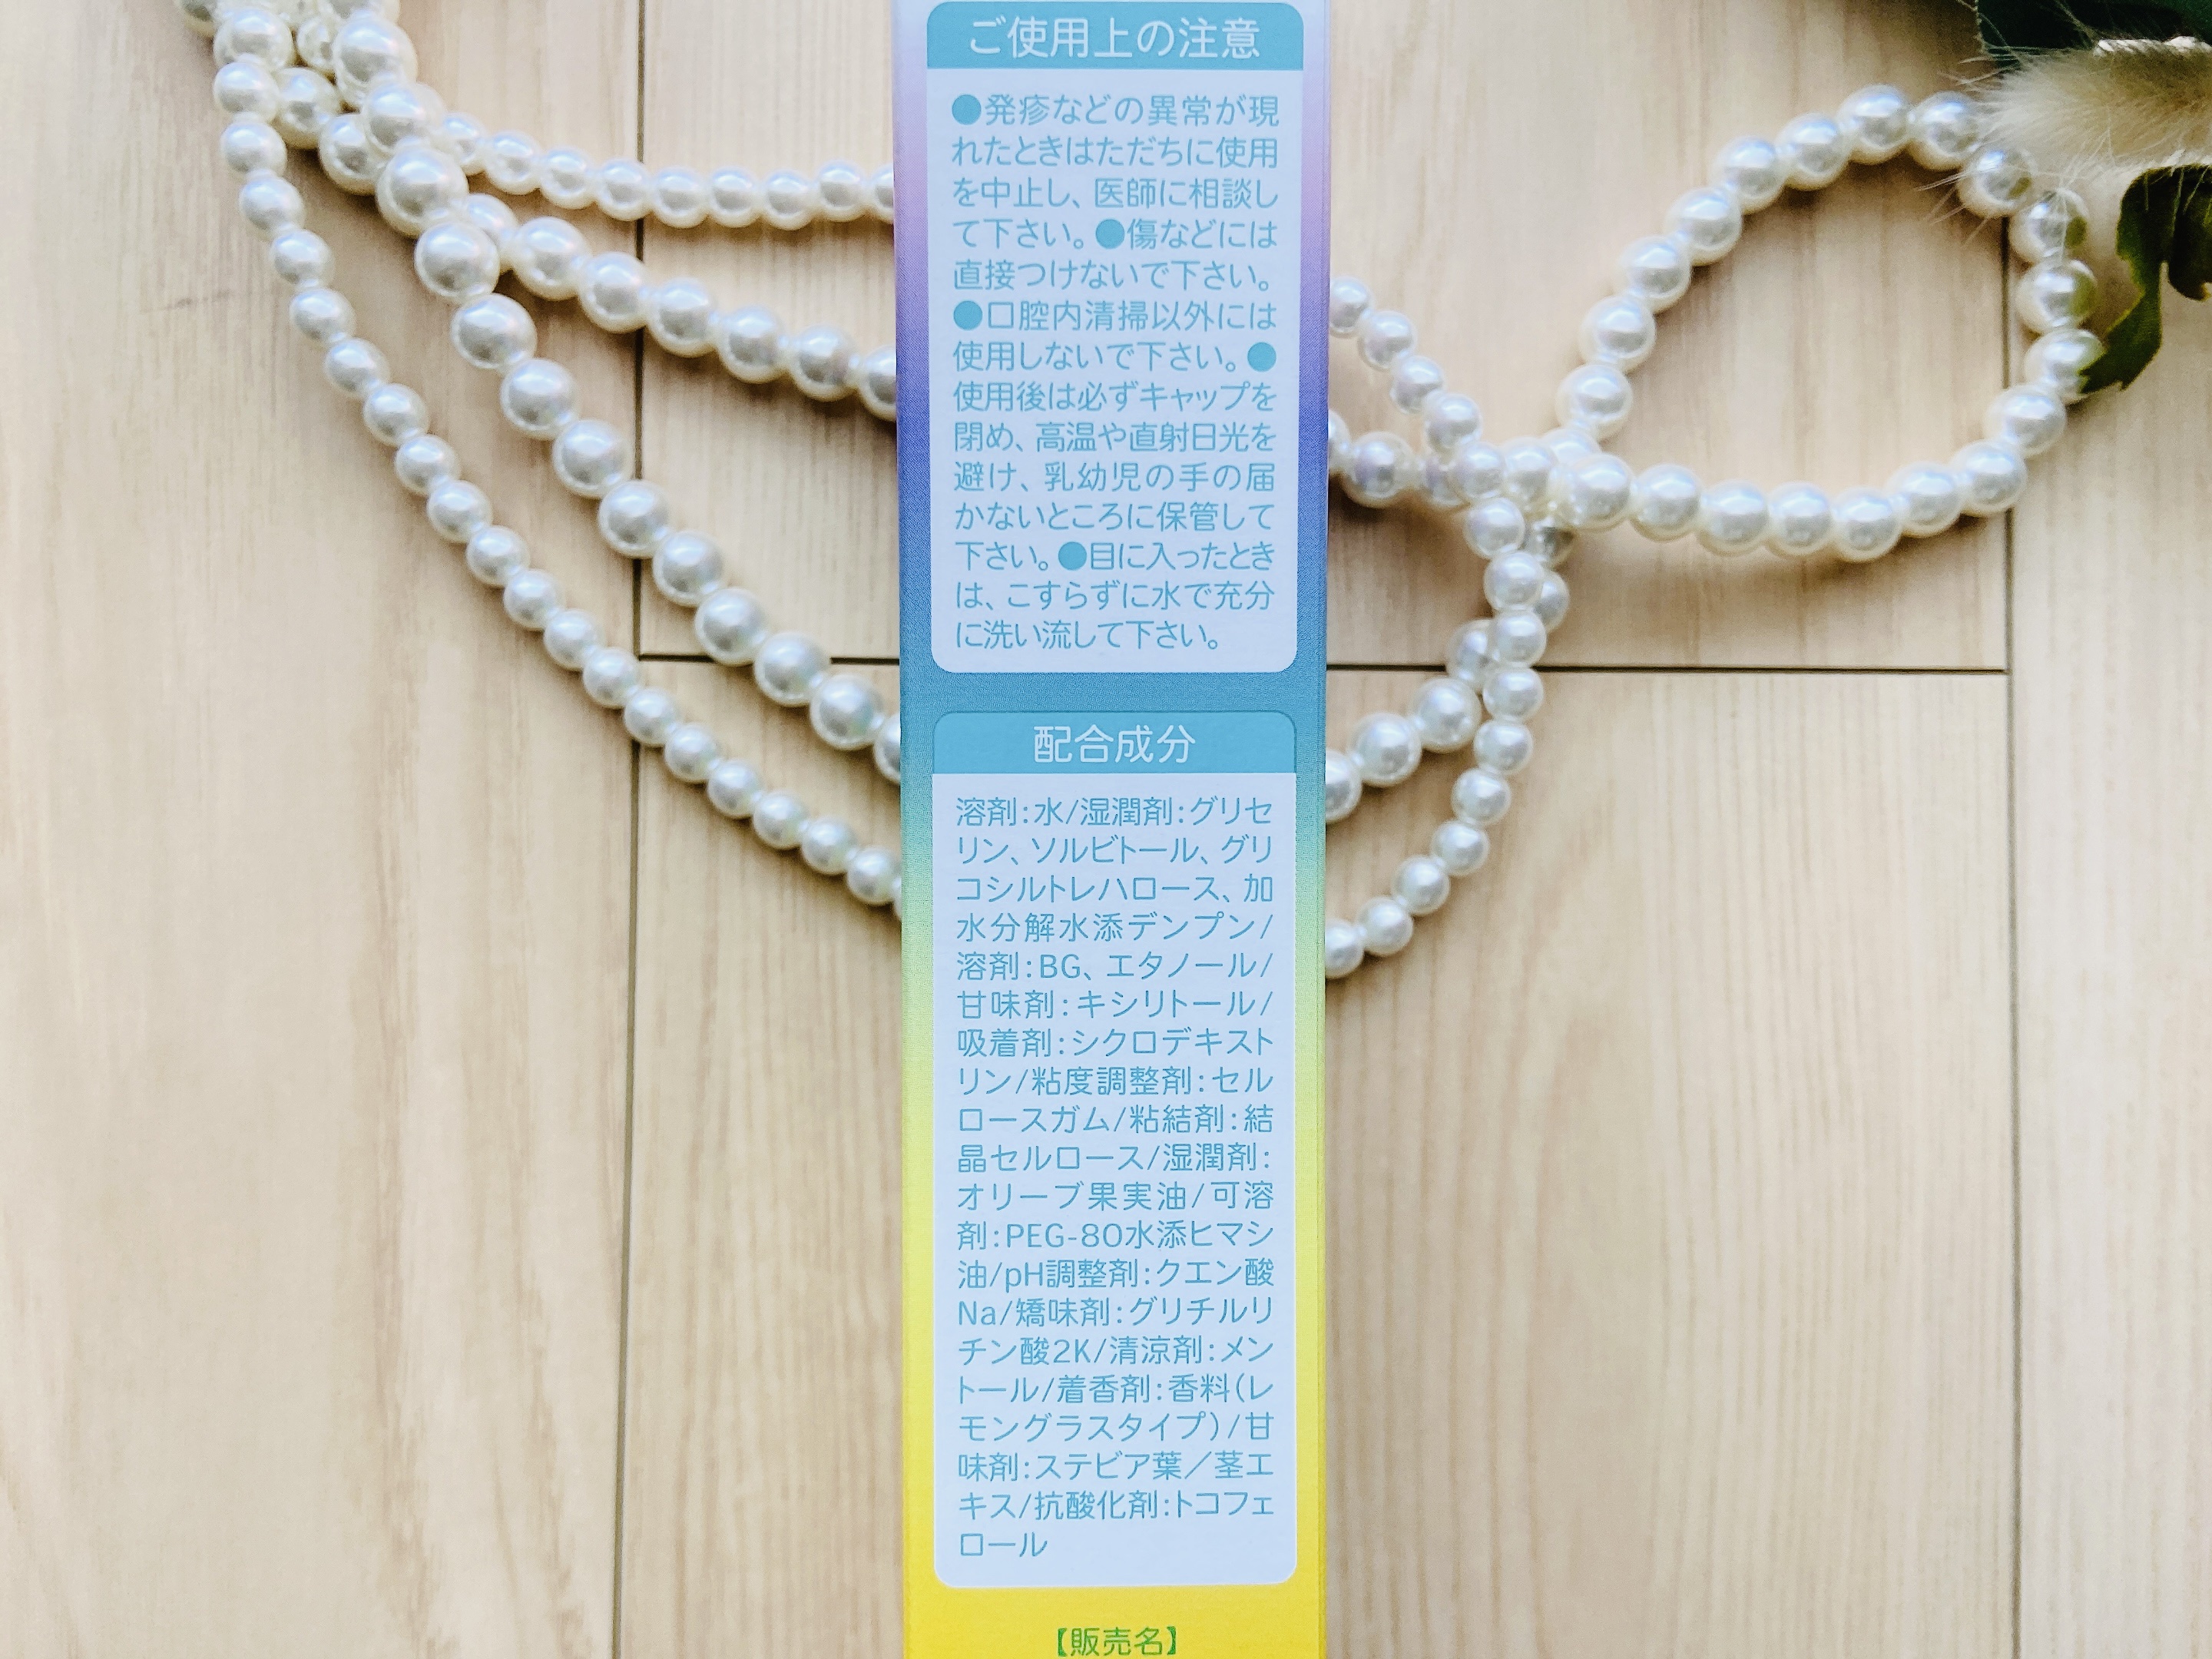 ご使用上の注意
●発疹などの異常が現
れたときはただちに使用
を中止し、医師に相談し
て下さい。●傷などには
直接つけないで下さい。
●口腔内清掃以外には
使用しないで下さい。●
使用後は必ずキャップを
閉め、高温や直射日光を
避け、乳幼児の手の届
かないところに保管して
下さい。●目に入ったとき
は、こすらずに水で充分
に洗い流して下さい。
配合成分
溶剤:水/湿潤剤:グリセ
リン、ソルビトール、グリ
コシルトレハロース、加
水分解水添デンプン/
溶剤:BG、エタノール/
甘味剤:キシリトール/
吸着剤:シクロデキスト
リン/粘度調整剤:セル
ロースガム/粘結剤:結
晶セルロース/湿潤剤:
オリーブ果実油/可溶
剤:PEG-80水添ヒマシ
油/pH調整剤:クエン酸
Na/矯味剤:グリチルリ
チン酸2K/清涼剤:メン
トール/着香剤:香料(レ
モングラスタイプ)/甘
味剤:ステビア葉／茎エ
キス/抗酸化剤:トコフェ
ロール
【販売名】